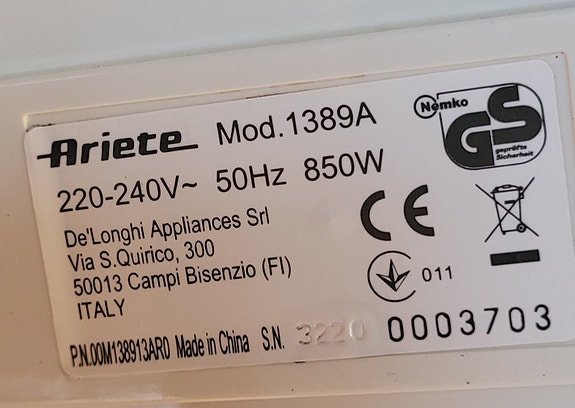 Ariete Mod.1389A
Nemko
GS
geprüfte
Sicherheit
220-240V~ 50Hz 850W
De'Longhi Appliances Srl
Via S.Quirico, 300
50013 Campi Bisenzio (FI)
ITALY
CE
011
P.N.00M138913AR0 Made in China S.N. 3220 0003703